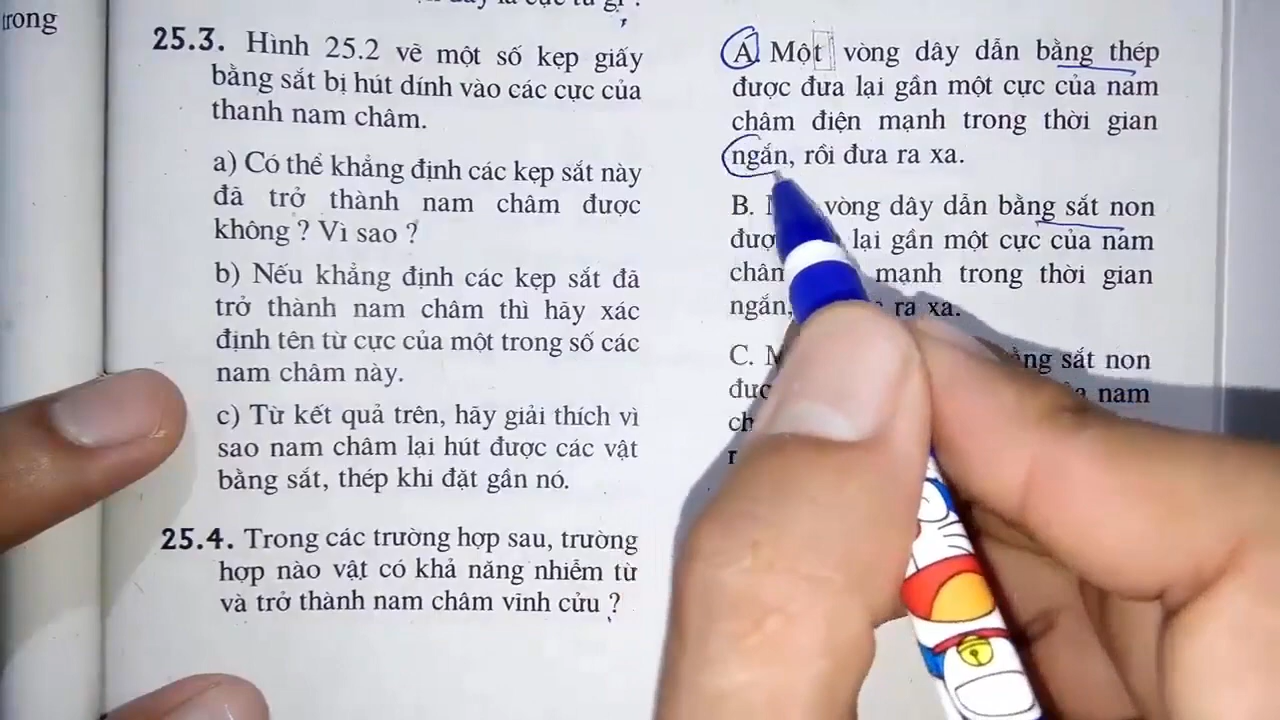 trong
25.3. Hình 25.2 vẽ một số kẹp giấy
bằng sắt bị hút dính vào các cực của
thanh nam châm.
a) Có thể khẳng định các kẹp sắt này
đã trở thành nam châm được
không ? Vì sao ?
b) Nếu khẳng định các kẹp sắt đã
trở thành nam châm thì hãy xác
định tên từ cực của một trong số các
nam châm này.
c) Từ kết quả trên, hãy giải thích vì
sao nam châm lại hút được các vật
bằng sắt, thép khi đặt gần nó.
25.4. Trong các trường hợp sau, trường
hợp nào vật có khả năng nhiễm từ
và trở thành nam châm vĩnh cửu ?
A. Một vòng dây dẫn bằng thép
được đưa lại gần một cực của nam
châm điện mạnh trong thời gian
ngắn, rồi đưa ra xa.
B. vòng dây dẫn bằng sắt non
lại gần một cực của nam
mạnh trong thời gian
ngắn, ra xa.
C. sắt non
nam